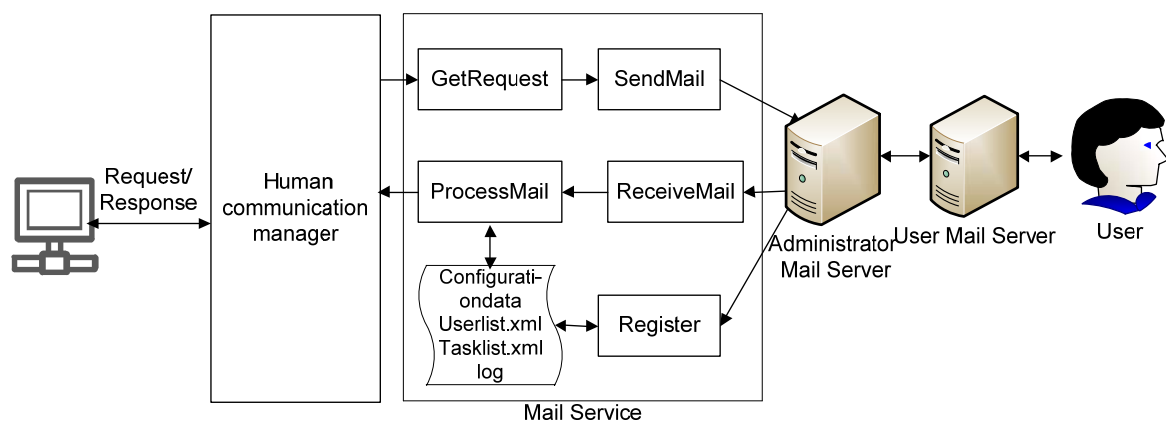 GetRequest
SendMail
Request/
Response
Human
communication
manager
ProcessMail
ReceiveMail
Administrator
Mail Server
User Mail Server
User
Configurati-
ondata
Userlist.xml
Tasklist.xml
log
Register
Mail Service